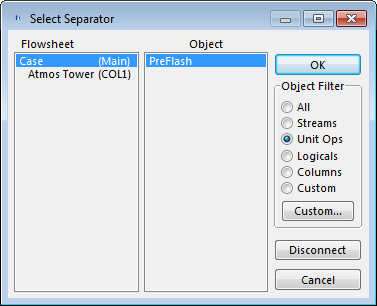 Select Separator
Flowsheet
Object
Case (Main)
Atmos Tower (COL1)
PreFlash
OK
Object Filter
All
Streams
Unit Ops
Logicals
Columns
Custom
Custom...
Disconnect
Cancel